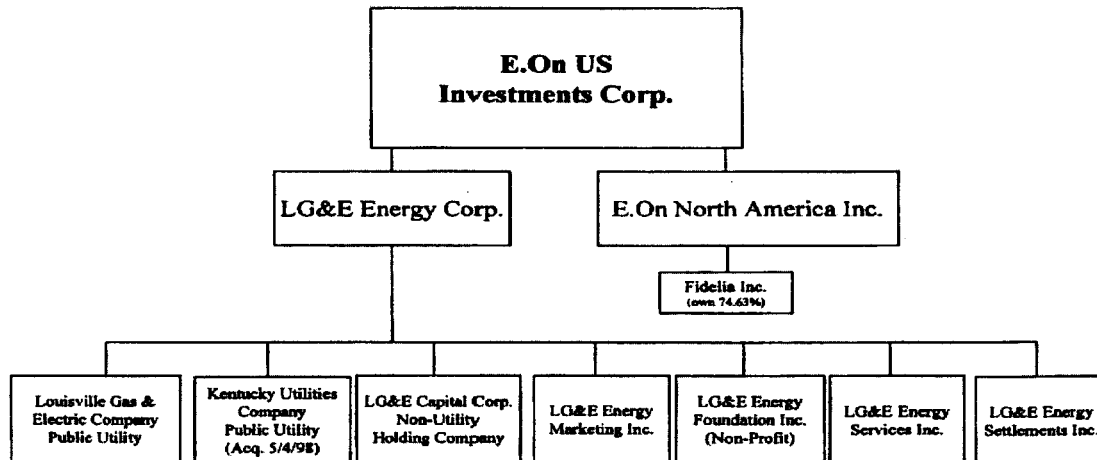 E.On US
Investments Corp.
LG&E Energy Corp.
E.On North America Inc.
Fidelia Inc.
(own 74.63%)
Louisville Gas &
Electric Company
Public Utility
Kentucky Utilities
Company
Public Utility
(Acq. 5/4/98)
LG&E Capital Corp.
Non-Utility
Holding Company
LG&E Energy
Marketing Inc.
LG&E Energy
Foundation Inc.
(Non-Profit)
LG&E Energy
Services Inc.
LG&E Energy
Settlements Inc.